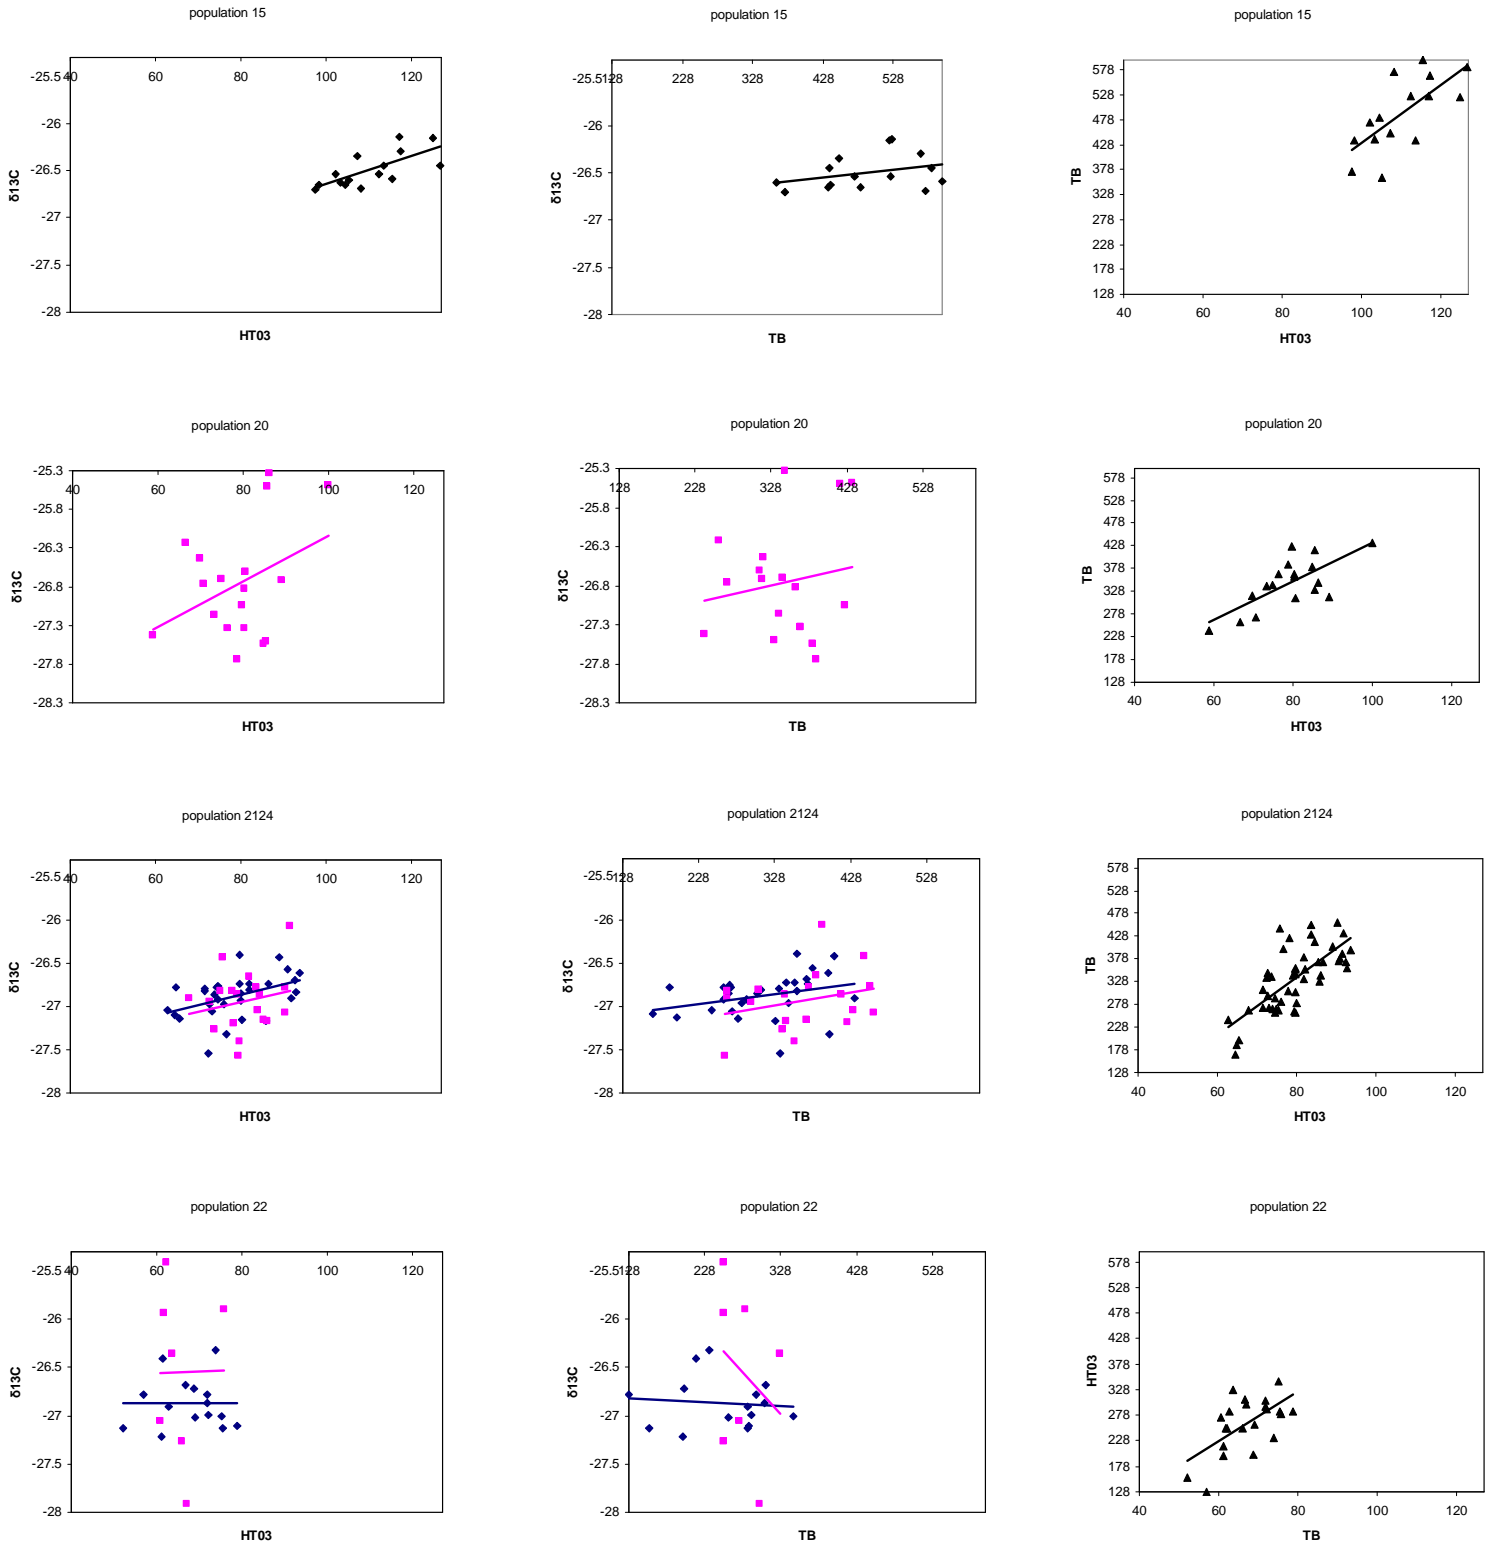 population 15
population 15
population 15
-25.5 40 60 80 100 120
-26
-26.5
-27
-27.5
-28
δ13C
HT03
-25.5 128 228 328 428 528
-26
-26.5
-27
-27.5
-28
δ13C
TB
578
528
478
428
378
328
278
228
178
128
TB
40 60 80 100 120
HT03
population 20
population 20
population 20
-25.3
40 60 80 100 120
-25.8
-26.3
-26.8
-27.3
-27.8
-28.3
δ13C
HT03
-25.3
128 228 328 428 528
-25.8
-26.3
-26.8
-27.3
-27.8
-28.3
δ13C
TB
578
528
478
428
378
328
278
228
178
128
TB
40 60 80 100 120
HT03
population 2124
population 2124
population 2124
-25.5 40 60 80 100 120
-26
-26.5
-27
-27.5
-28
δ13C
HT03
-25.5 128 228 328 428 528
-26
-26.5
-27
-27.5
-28
δ13C
TB
578
528
478
428
378
328
278
228
178
128
TB
40 60 80 100 120
HT03
population 22
population 22
population 22
-25.5 40 60 80 100 120
-26
-26.5
-27
-27.5
-28
δ13C
HT03
-25.5 128 228 328 428 528
-26
-26.5
-27
-27.5
-28
δ13C
TB
578
528
478
428
378
328
278
228
178
128
HT03
40 60 80 100 120
TB